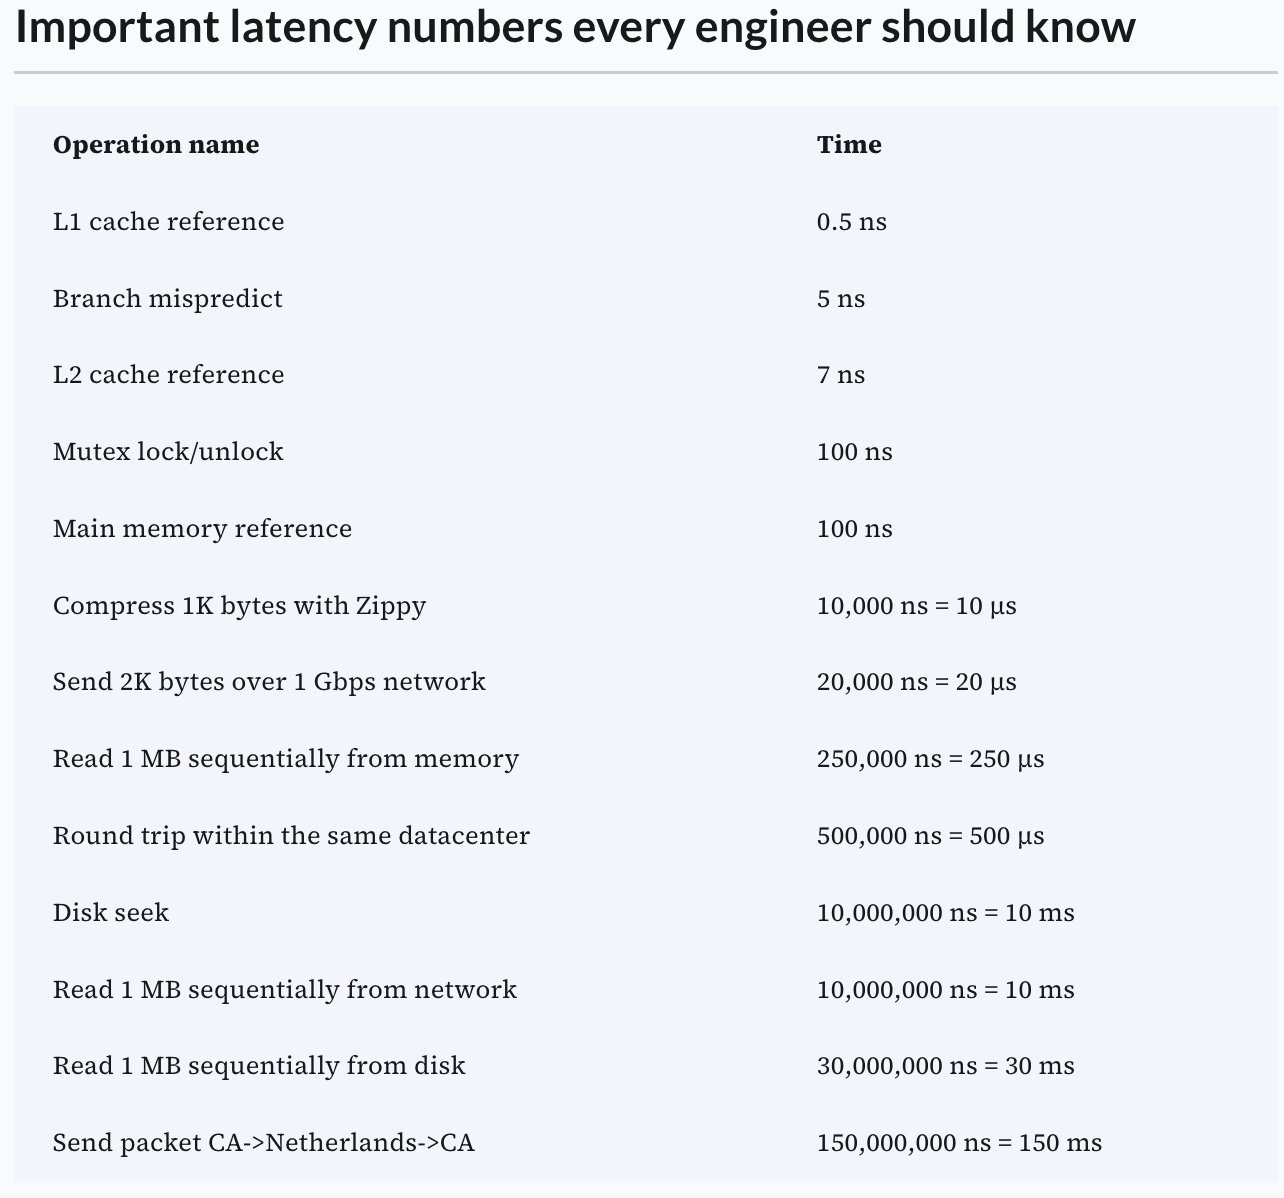 Important latency numbers every engineer should know
Operation name Time
L1 cache reference 0.5 ns
Branch mispredict 5 ns
L2 cache reference 7 ns
Mutex lock/unlock 100 ns
Main memory reference 100 ns
Compress 1K bytes with Zippy 10,000 ns = 10 μs
Send 2K bytes over 1 Gbps network 20,000 ns = 20 μs
Read 1 MB sequentially from memory 250,000 ns = 250 μs
Round trip within the same datacenter 500,000 ns = 500 μs
Disk seek 10,000,000 ns = 10 ms
Read 1 MB sequentially from network 10,000,000 ns = 10 ms
Read 1 MB sequentially from disk 30,000,000 ns = 30 ms
Send packet CA->Netherlands->CA 150,000,000 ns = 150 ms